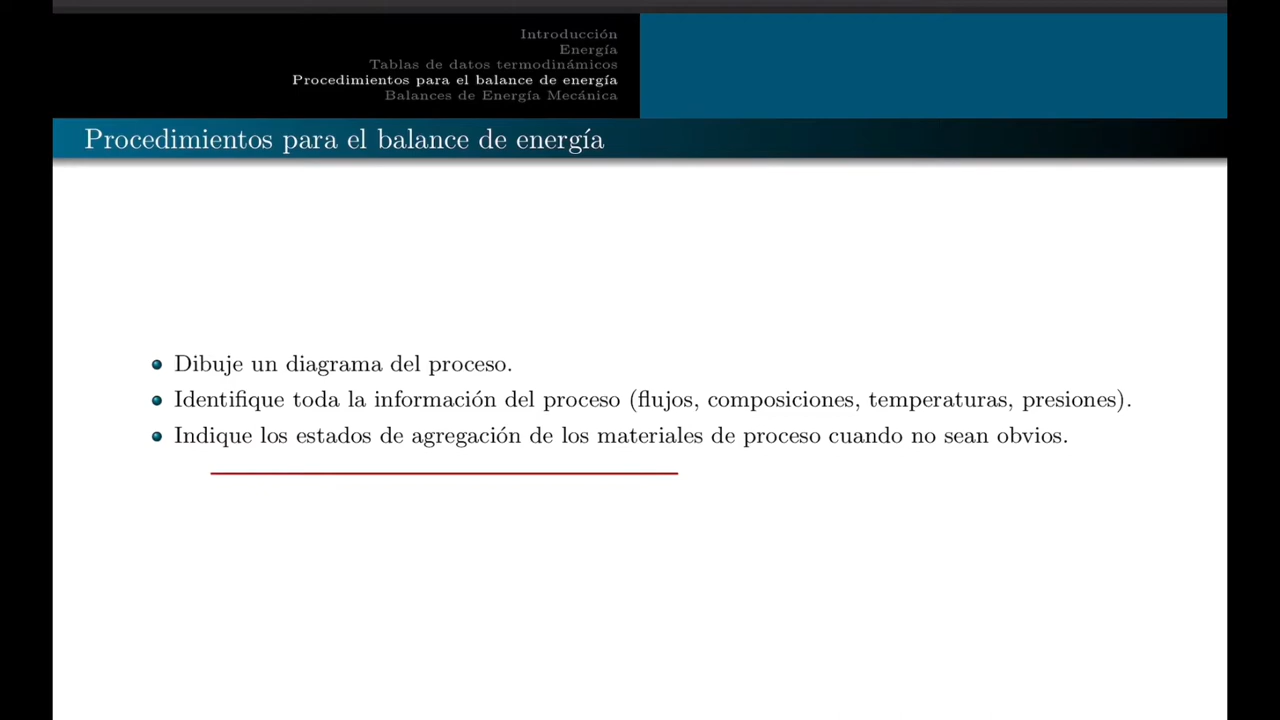 Introducción
Energía
Tablas de datos termodinámicos
Procedimientos para el balance de energía
Balances de Energía Mecánica
Procedimientos para el balance de energía
Dibuje un diagrama del proceso.
Identifique toda la información del proceso (flujos, composiciones, temperaturas, presiones).
Indique los estados de agregación de los materiales de proceso cuando no sean obvios.